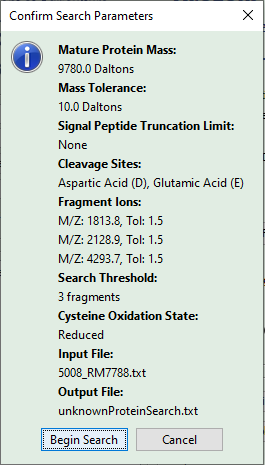 Confirm Search Parameters
Mature Protein Mass:
9780.0 Daltons
Mass Tolerance:
10.0 Daltons
Signal Peptide Truncation Limit:
None
Cleavage Sites:
Aspartic Acid (D), Glutamic Acid (E)
Fragment Ions:
M/Z: 1813.8, Tol: 1.5
M/Z: 2128.9, Tol: 1.5
M/Z: 4293.7, Tol: 1.5
Search Threshold:
3 fragments
Cysteine Oxidation State:
Reduced
Input File:
5008_RM7788.txt
Output File:
unknownProteinSearch.txt
Begin Search Cancel